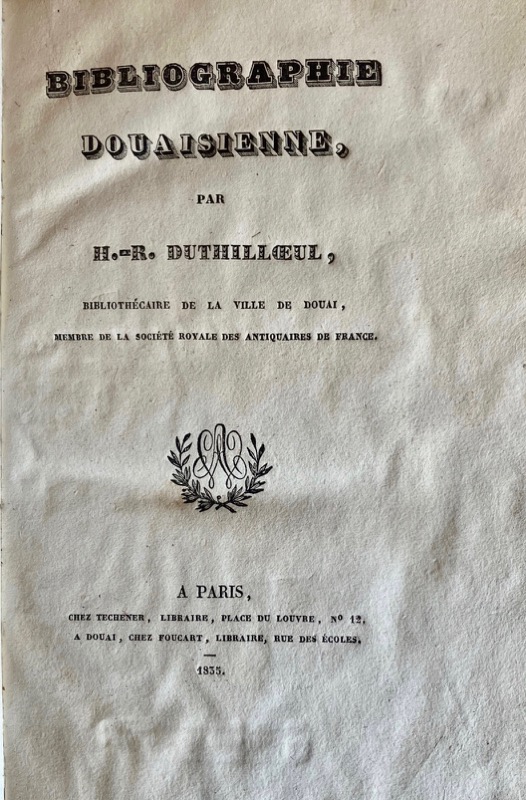 BIBLIOGRAPHIE
DOUAISIENNE,
PAR
H.-R. DUTHILLŒUL,
BIBLIOTHÉCAIRE DE LA VILLE DE DOUAI,
MEMBRE DE LA SOCIÉTÉ ROYALE DES ANTIQUAIRES DE FRANCE.
A PARIS,
CHEZ TECHENER, LIBRAIRE, PLACE DU LOUVRE, Nº 12.
A DOUAI, CHEZ FOUCART, LIBRAIRE, RUE DES ÉCOLES.
1835.